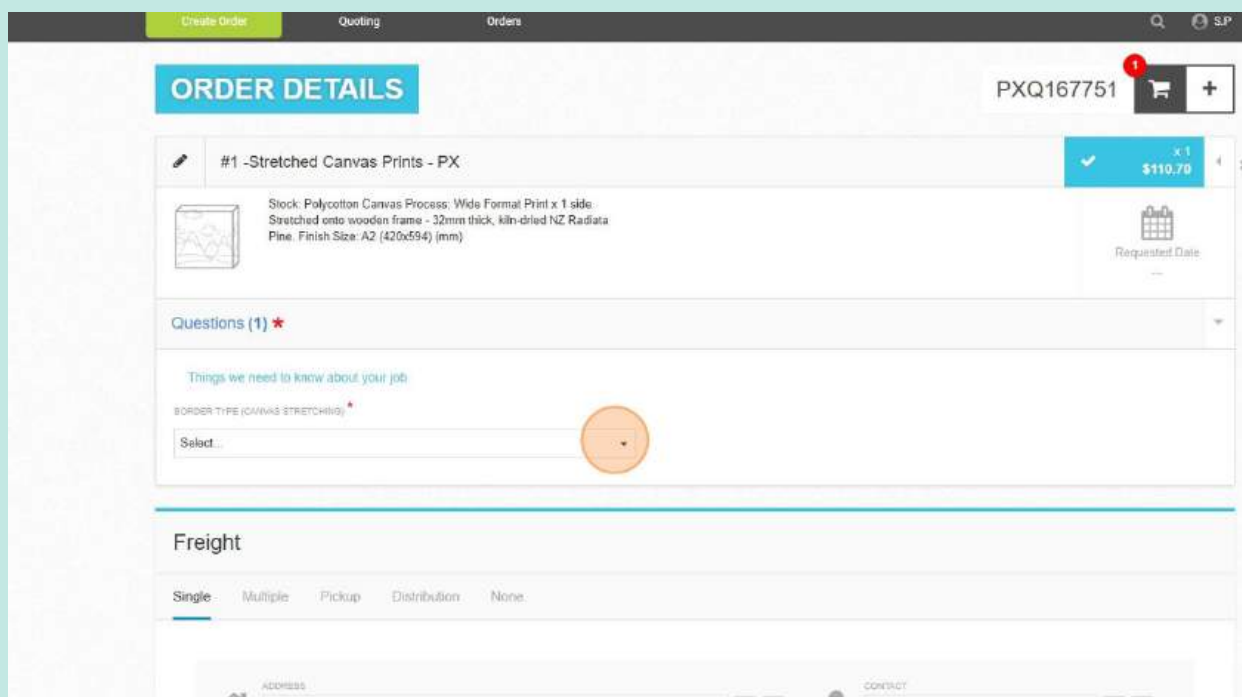 Create Order Quoting Orders S.P
ORDER DETAILS
PXQ167751
1
+
#1 -Stretched Canvas Prints - PX
x 1
$110.70
Stock: Polycotton Canvas Process: Wide Format Print x 1 side.
Stretched onto wooden frame - 32mm thick, kiln-dried NZ Radiata
Pine. Finish Size: A2 (420x594) (mm)
Requested Date
---
Questions (1) *
Things we need to know about your job
BORDER TYPE (CANVAS STRETCHING) *
Select...
Freight
Single Multiple Pickup Distribution None
ADDRESS CONTACT